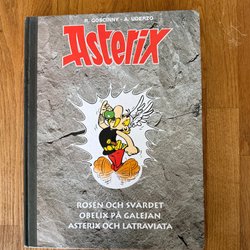 R. GOSCINNY · A. UDERZO
Asterix
ROSEN OCH SVÄRDET
OBELIX PÅ GALEJAN
ASTERIX OCH LATRAVIATA